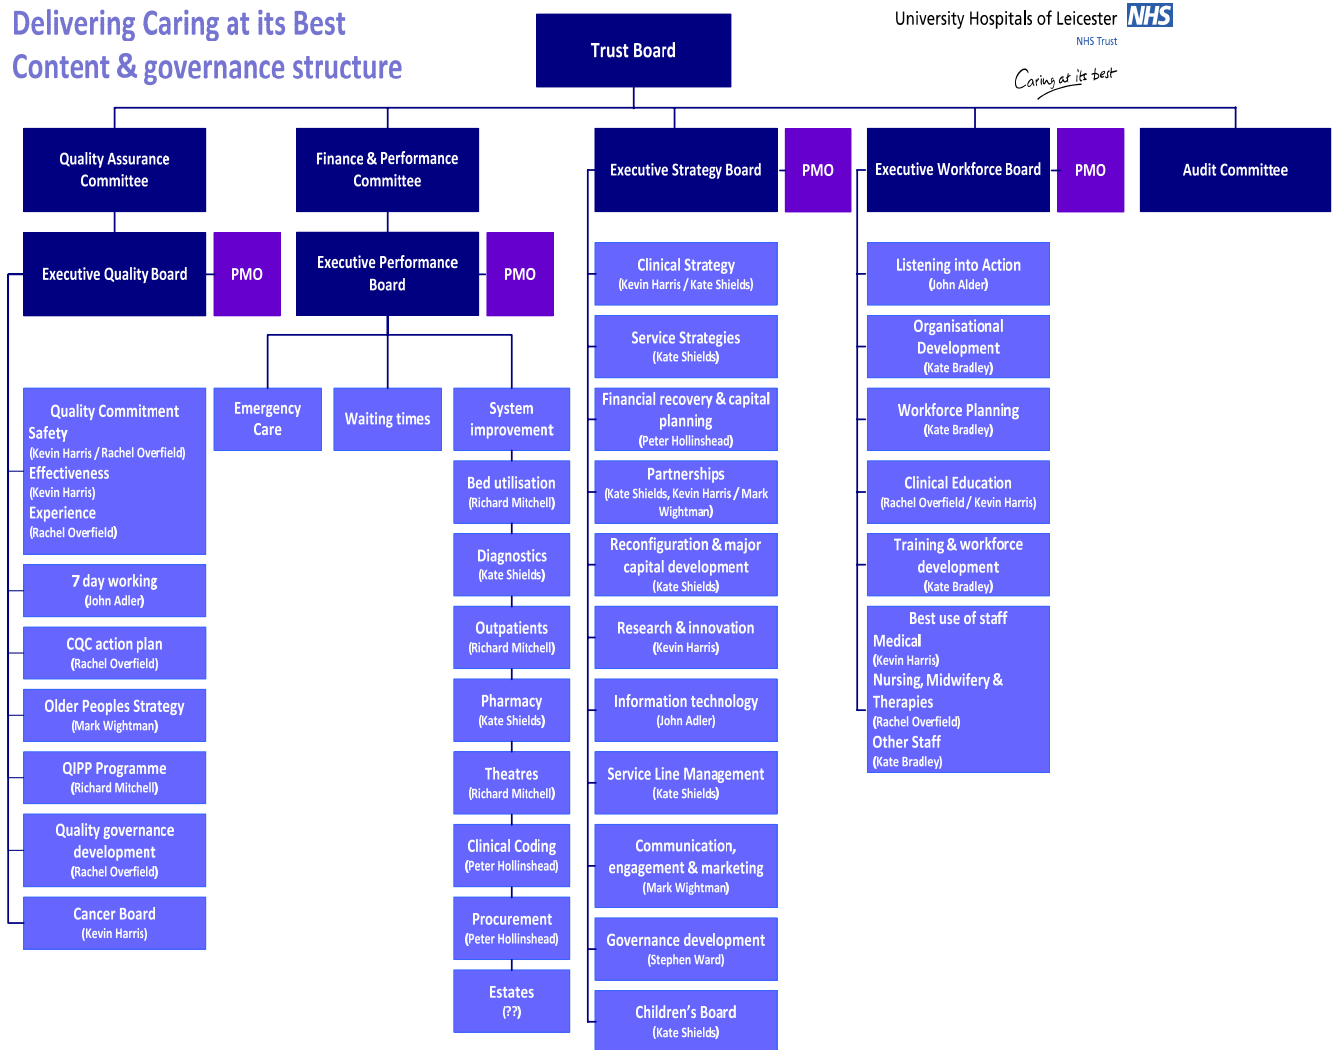 Delivering Caring at its Best
Content & governance structure
University Hospitals of Leicester NHS
NHS Trust
Caring at its best
Trust Board
Quality Assurance
Committee
Finance & Performance
Committee
Executive Strategy Board
PMO
Executive Workforce Board
PMO
Audit Committee
Executive Quality Board
PMO
Executive Performance
Board
PMO
Quality Commitment
Safety
(Kevin Harris / Rachel Overfield)
Effectiveness
(Kevin Harris)
Experience
(Rachel Overfield)
7 day working
(John Adler)
CQC action plan
(Rachel Overfield)
Older Peoples Strategy
(Mark Wightman)
QIPP Programme
(Richard Mitchell)
Quality governance
development
(Rachel Overfield)
Cancer Board
(Kevin Harris)
Emergency
Care
Waiting times
System
improvement
Bed utilisation
(Richard Mitchell)
Diagnostics
(Kate Shields)
Outpatients
(Richard Mitchell)
Pharmacy
(Kate Shields)
Theatres
(Richard Mitchell)
Clinical Coding
(Peter Hollinshead)
Procurement
(Peter Hollinshead)
Estates
(??)
Clinical Strategy
(Kevin Harris / Kate Shields)
Service Strategies
(Kate Shields)
Financial recovery & capital
planning
(Peter Hollinshead)
Partnerships
(Kate Shields, Kevin Harris / Mark
Wightman)
Reconfiguration & major
capital development
(Kate Shields)
Research & innovation
(Kevin Harris)
Information technology
(John Adler)
Service Line Management
(Kate Shields)
Communication,
engagement & marketing
(Mark Wightman)
Governance development
(Stephen Ward)
Children's Board
(Kate Shields)
Listening into Action
(John Alder)
Organisational
Development
(Kate Bradley)
Workforce Planning
(Kate Bradley)
Clinical Education
(Rachel Overfield / Kevin Harris)
Training & workforce
development
(Kate Bradley)
Best use of staff
Medical
(Kevin Harris)
Nursing, Midwifery &
Therapies
(Rachel Overfield)
Other Staff
(Kate Bradley)